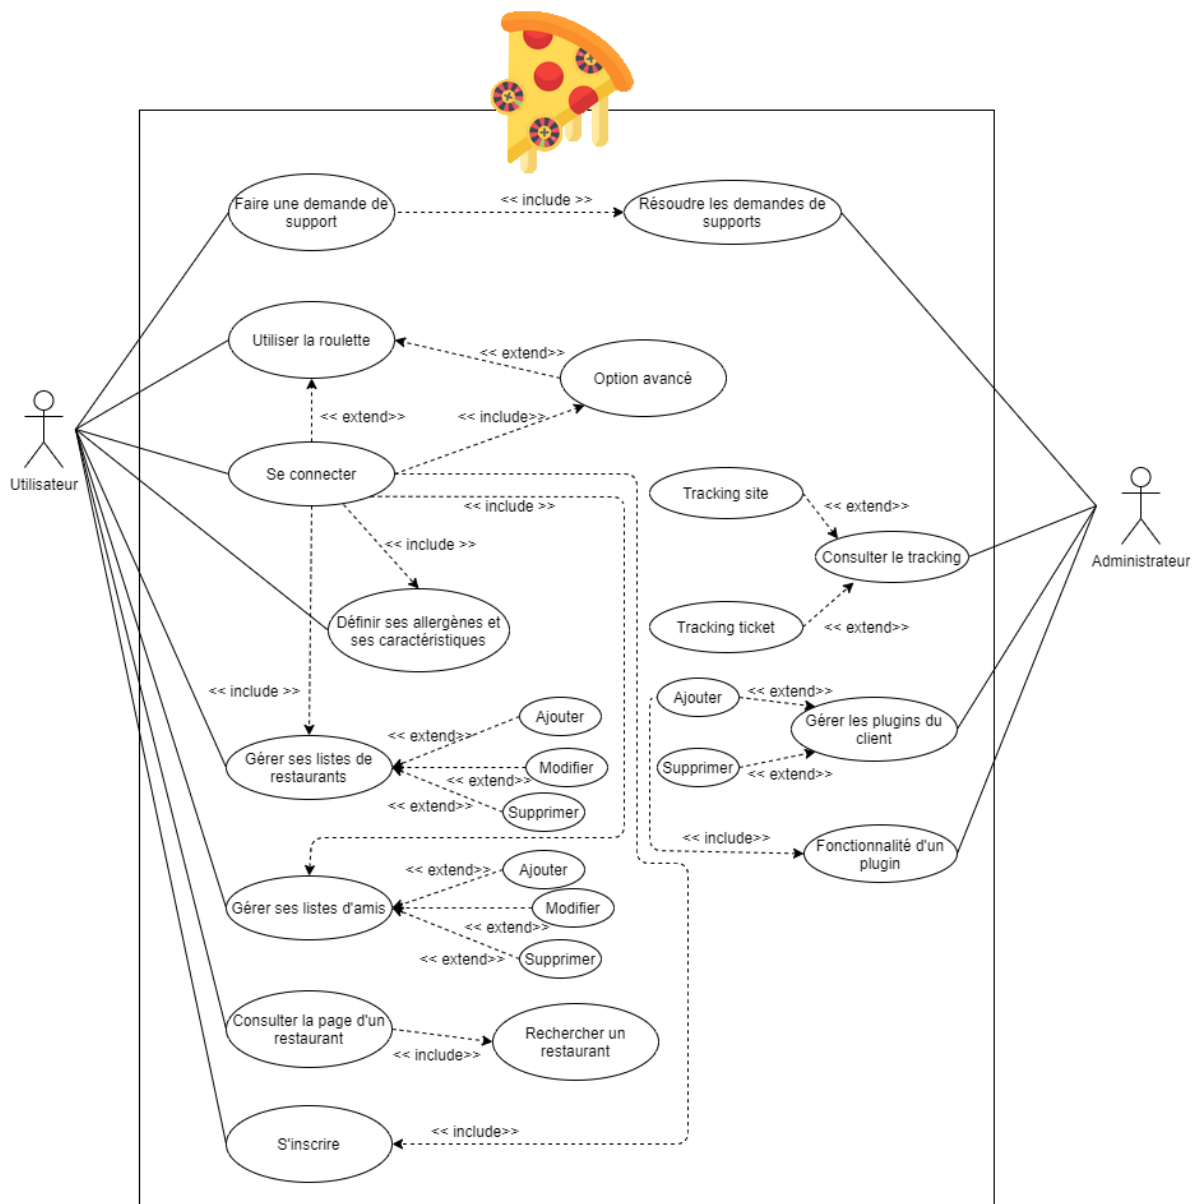 Faire une demande de
support
<< include >>
Résoudre les demandes de
supports
Utiliser la roulette
<< extend>>
Option avancé
<< extend>>
<< include>>
Utilisateur
Se connecter
<< include >>
Tracking site
<< extend>>
<< include >>
Consulter le tracking
Administrateur
Définir ses allergènes et
ses caractéristiques
Tracking ticket
<< extend>>
<< include >>
Ajouter
<< extend>>
Gérer les plugins du
client
Supprimer
<< extend>>
Ajouter
<< extend>>
Gérer ses listes de
restaurants
Modifier
<< extend>>
<< extend>>
Supprimer
<< include>>
Fonctionnalité d'un
plugin
<< extend>>
Ajouter
Gérer ses listes d'amis
Modifier
<< extend>>
<< extend>>
Supprimer
Consulter la page d'un
restaurant
<< include>>
Rechercher un
restaurant
S'inscrire
<< include>>